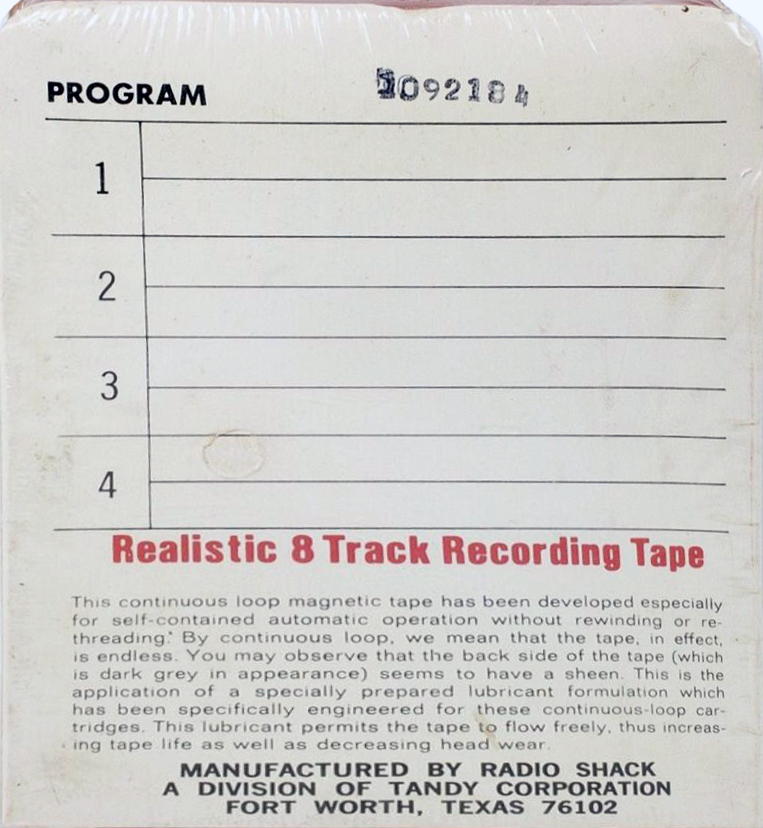 PROGRAM
1
2
3
4
Realistic 8 Track Recording Tape
This continuous loop magnetic tape has been developed especially
for self-contained automatic operation without rewinding or re-
threading. By continuous loop, we mean that the tape, in effect,
is endless. You may observe that the back side of the tape (which
is dark grey in appearance) seems to have a sheen. This is the
application of a specially prepared lubricant formulation which
has been specifically engineered for these continuous-loop car-
tridges. This lubricant permits the tape to flow freely, thus increas-
ing tape life as well as decreasing head wear.
MANUFACTURED BY RADIO SHACK
A DIVISION OF TANDY CORPORATION
FORT WORTH, TEXAS 76102